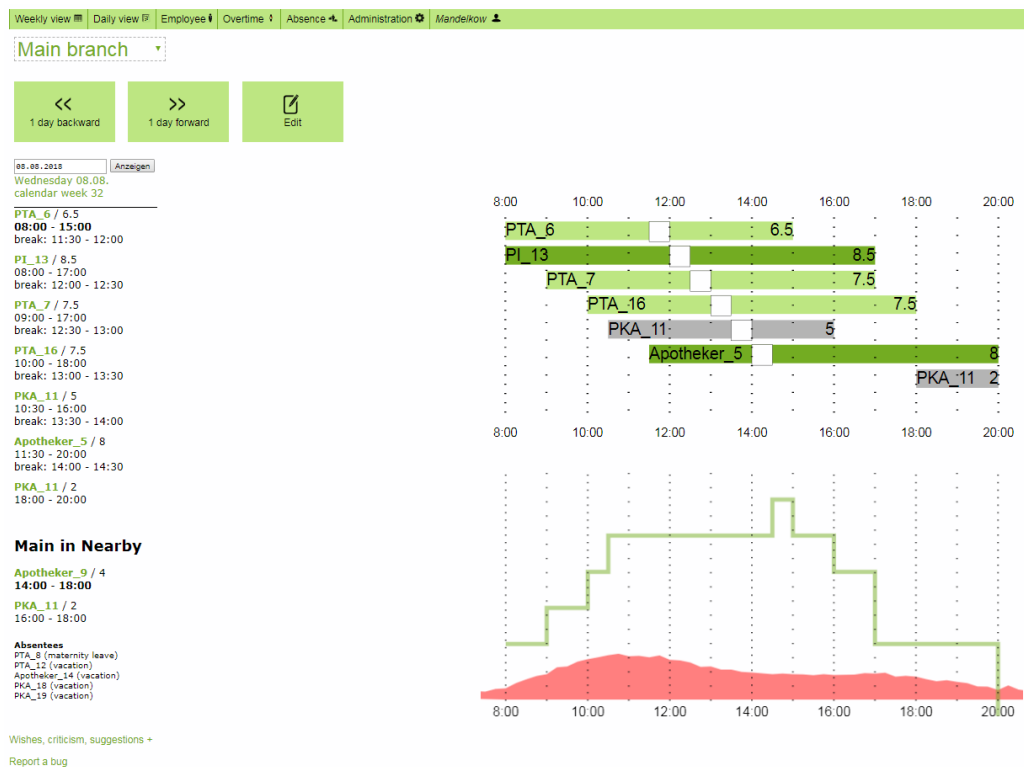 Weekly view Daily view Employee Overtime Absence Administration Mandelkow
Main branch
<< 1 day backward
>> 1 day forward
Edit
08.08.2018 Anzeigen
Wednesday 08.08.
calendar week 32
PTA_6 / 6.5
08:00 - 15:00
break: 11:30 - 12:00
PI_13 / 8.5
08:00 - 17:00
break: 12:00 - 12:30
PTA_7 / 7.5
09:00 - 17:00
break: 12:30 - 13:00
PTA_16 / 7.5
10:00 - 18:00
break: 13:00 - 13:30
PKA_11 / 5
10:30 - 16:00
break: 13:30 - 14:00
Apotheker_5 / 8
11:30 - 20:00
break: 14:00 - 14:30
PKA_11 / 2
18:00 - 20:00
Main in Nearby
Apotheker_9 / 4
14:00 - 18:00
PKA_11 / 2
16:00 - 18:00
Absentees
PTA_8 (maternity leave)
PTA_12 (vacation)
Apotheker_14 (vacation)
PKA_18 (vacation)
PKA_19 (vacation)
8:00 10:00 12:00 14:00 16:00 18:00 20:00
PTA_6 6.5
PI_13 8.5
PTA_7 7.5
PTA_16 7.5
PKA_11 5
Apotheker_5 8
PKA_11 2
8:00 10:00 12:00 14:00 16:00 18:00 20:00
8:00 10:00 12:00 14:00 16:00 18:00 20:00
Wishes, criticism, suggestions +
Report a bug